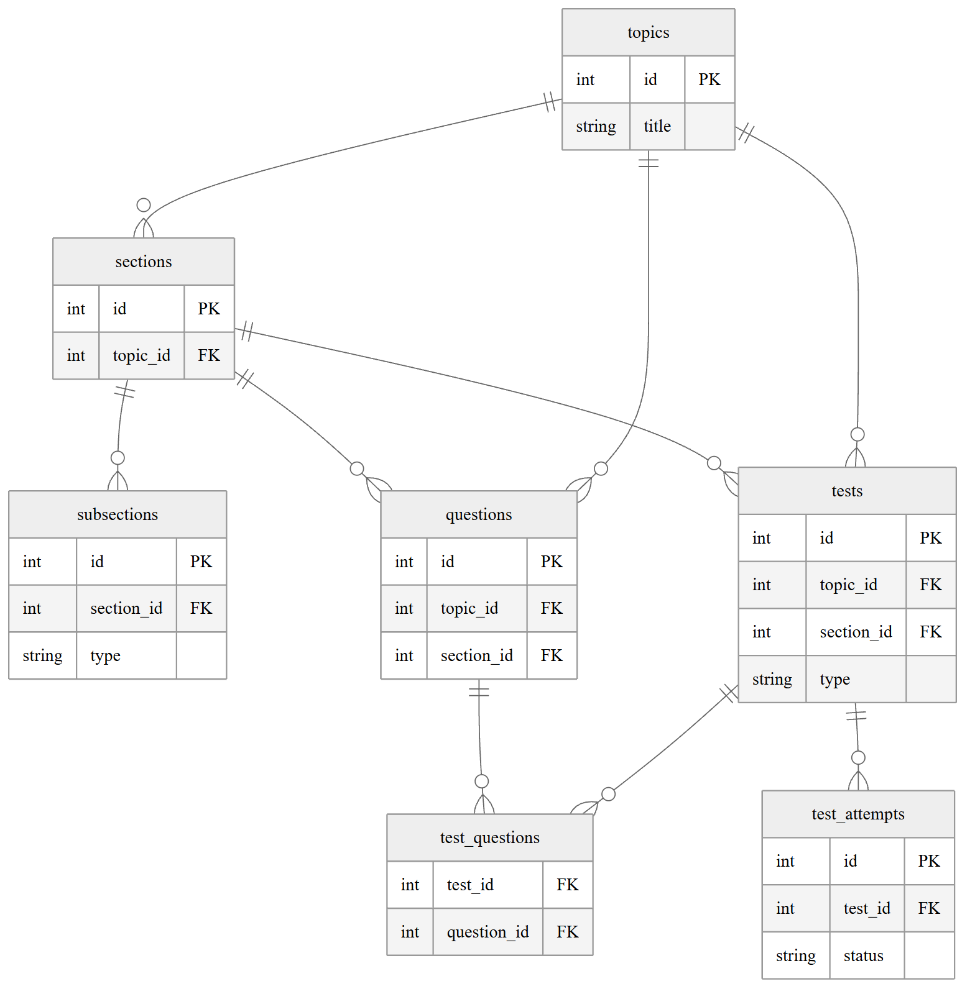 topics
int id PK
string title
sections
int id PK
int topic_id FK
subsections
int id PK
int section_id FK
string type
questions
int id PK
int topic_id FK
int section_id FK
tests
int id PK
int topic_id FK
int section_id FK
string type
test_questions
int test_id FK
int question_id FK
test_attempts
int id PK
int test_id FK
string status